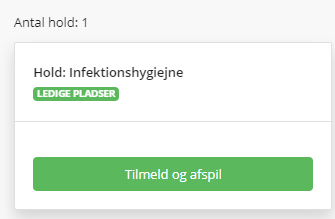 Antal hold: 1
Hold: Infektionshygiejne
LEDIGE PLADSER
Tilmeld og afspil